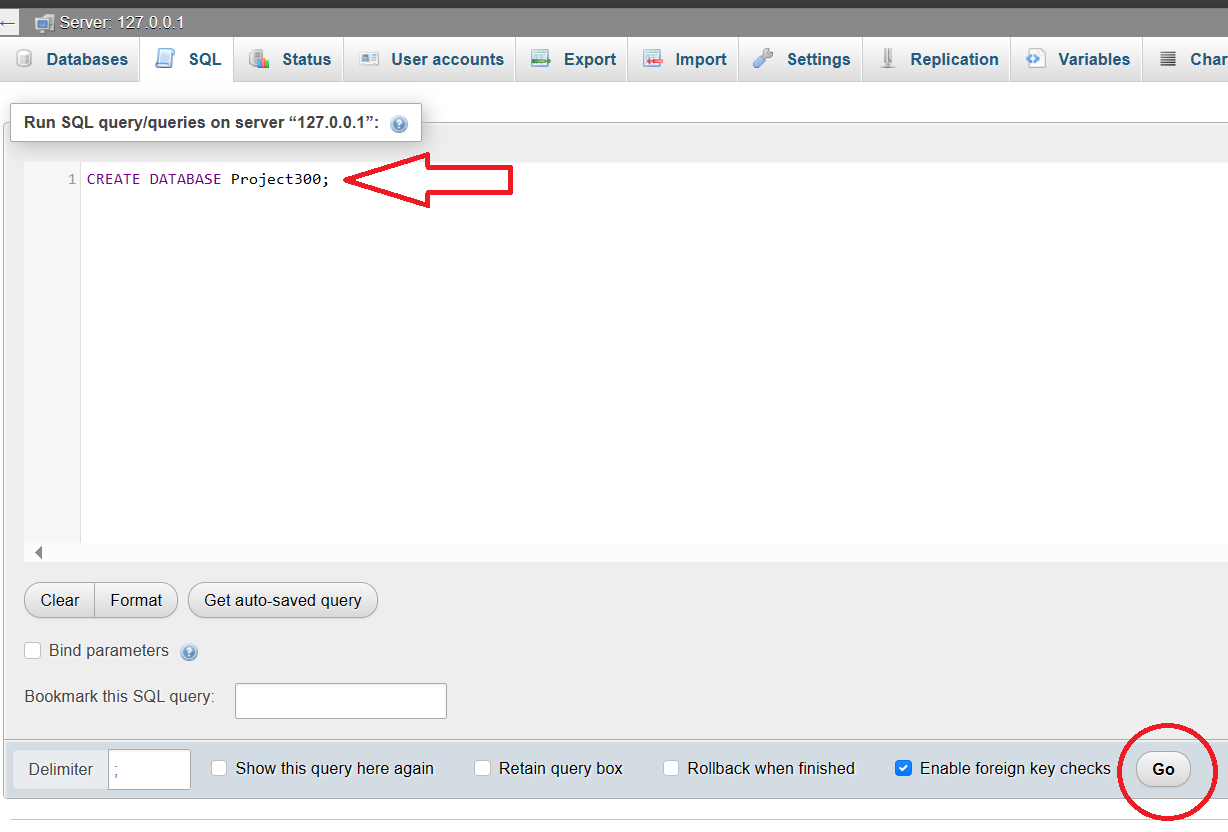 Server: 127.0.0.1
Databases SQL Status User accounts Export Import Settings Replication Variables
Run SQL query/queries on server “127.0.0.1”:
1 CREATE DATABASE Project300;
Clear Format Get auto-saved query
Bind parameters
Bookmark this SQL query:
Delimiter ; Show this query here again Retain query box Rollback when finished Enable foreign key checks Go